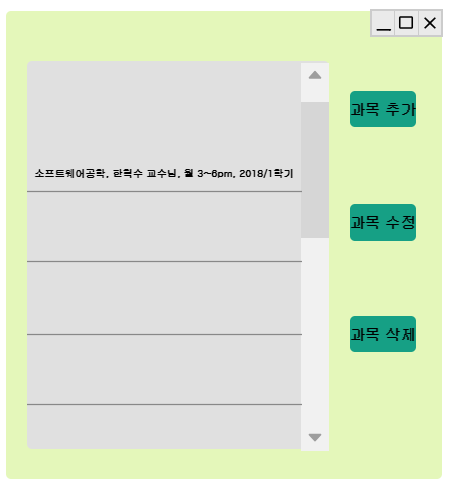 과목 추가
소프트웨어공학, 한혁수 교수님, 월 3~6pm, 2018/1학기
과목 수정
과목 삭제